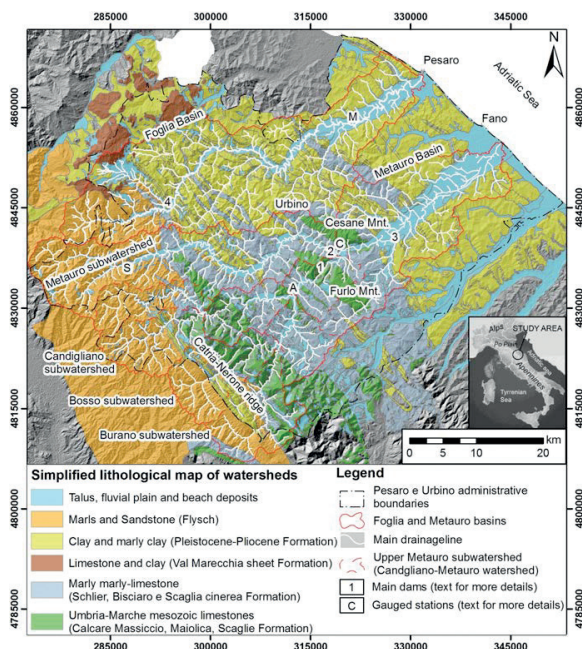 285000 300000 315000 330000 345000
N
Pesaro
Adriatic Sea
4860000
4860000
M
Foglia Basin
Fano
Metauro Basin
4845000
4845000
4
Urbino
Cesane Mnt.
C
3
2
Metauro subwatershed
S
1
A
Furlo Mnt.
4830000
4830000
Alps
STUDY AREA
Po Plain
Apennines
Tyrrenian
Sea
Candigliano
subwatershed
Catria-Nerone ridge
Bosso subwatershed
4815000
4815000
Burano subwatershed
0 5 10 20
km
Simplified lithological map of watersheds
Talus, fluvial plain and beach deposits
Marls and Sandstone (Flysch)
Clay and marly clay (Pleistocene-Pliocene Formation)
Limestone and clay (Val Marecchia sheet Formation)
Marly marly-limestone
(Schlier, Bisciaro e Scaglia cinerea Formation)
Umbria-Marche mesozoic limestones
(Calcare Massiccio, Maiolica, Scaglie Formation)
Legend
Pesaro e Urbino administrative
boundaries
Foglia and Metauro basins
Main drainageline
Upper Metauro subwatershed
(Candgliano-Metauro watershed)
1 Main dams (text for more details)
C Gauged stations (text for more details)
4800000
4800000
4785000
4785000
285000 300000 315000 330000 345000